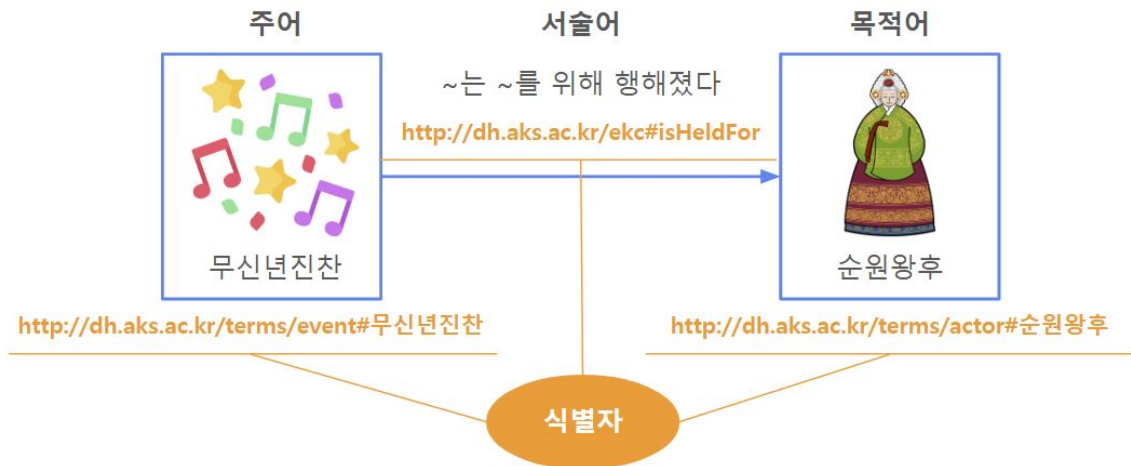 주어
서술어
목적어
~는 ~를 위해 행해졌다
http://dh.aks.ac.kr/ekc#isHeldFor
무신년진찬
순원왕후
http://dh.aks.ac.kr/terms/event#무신년진찬
http://dh.aks.ac.kr/terms/actor#순원왕후
식별자